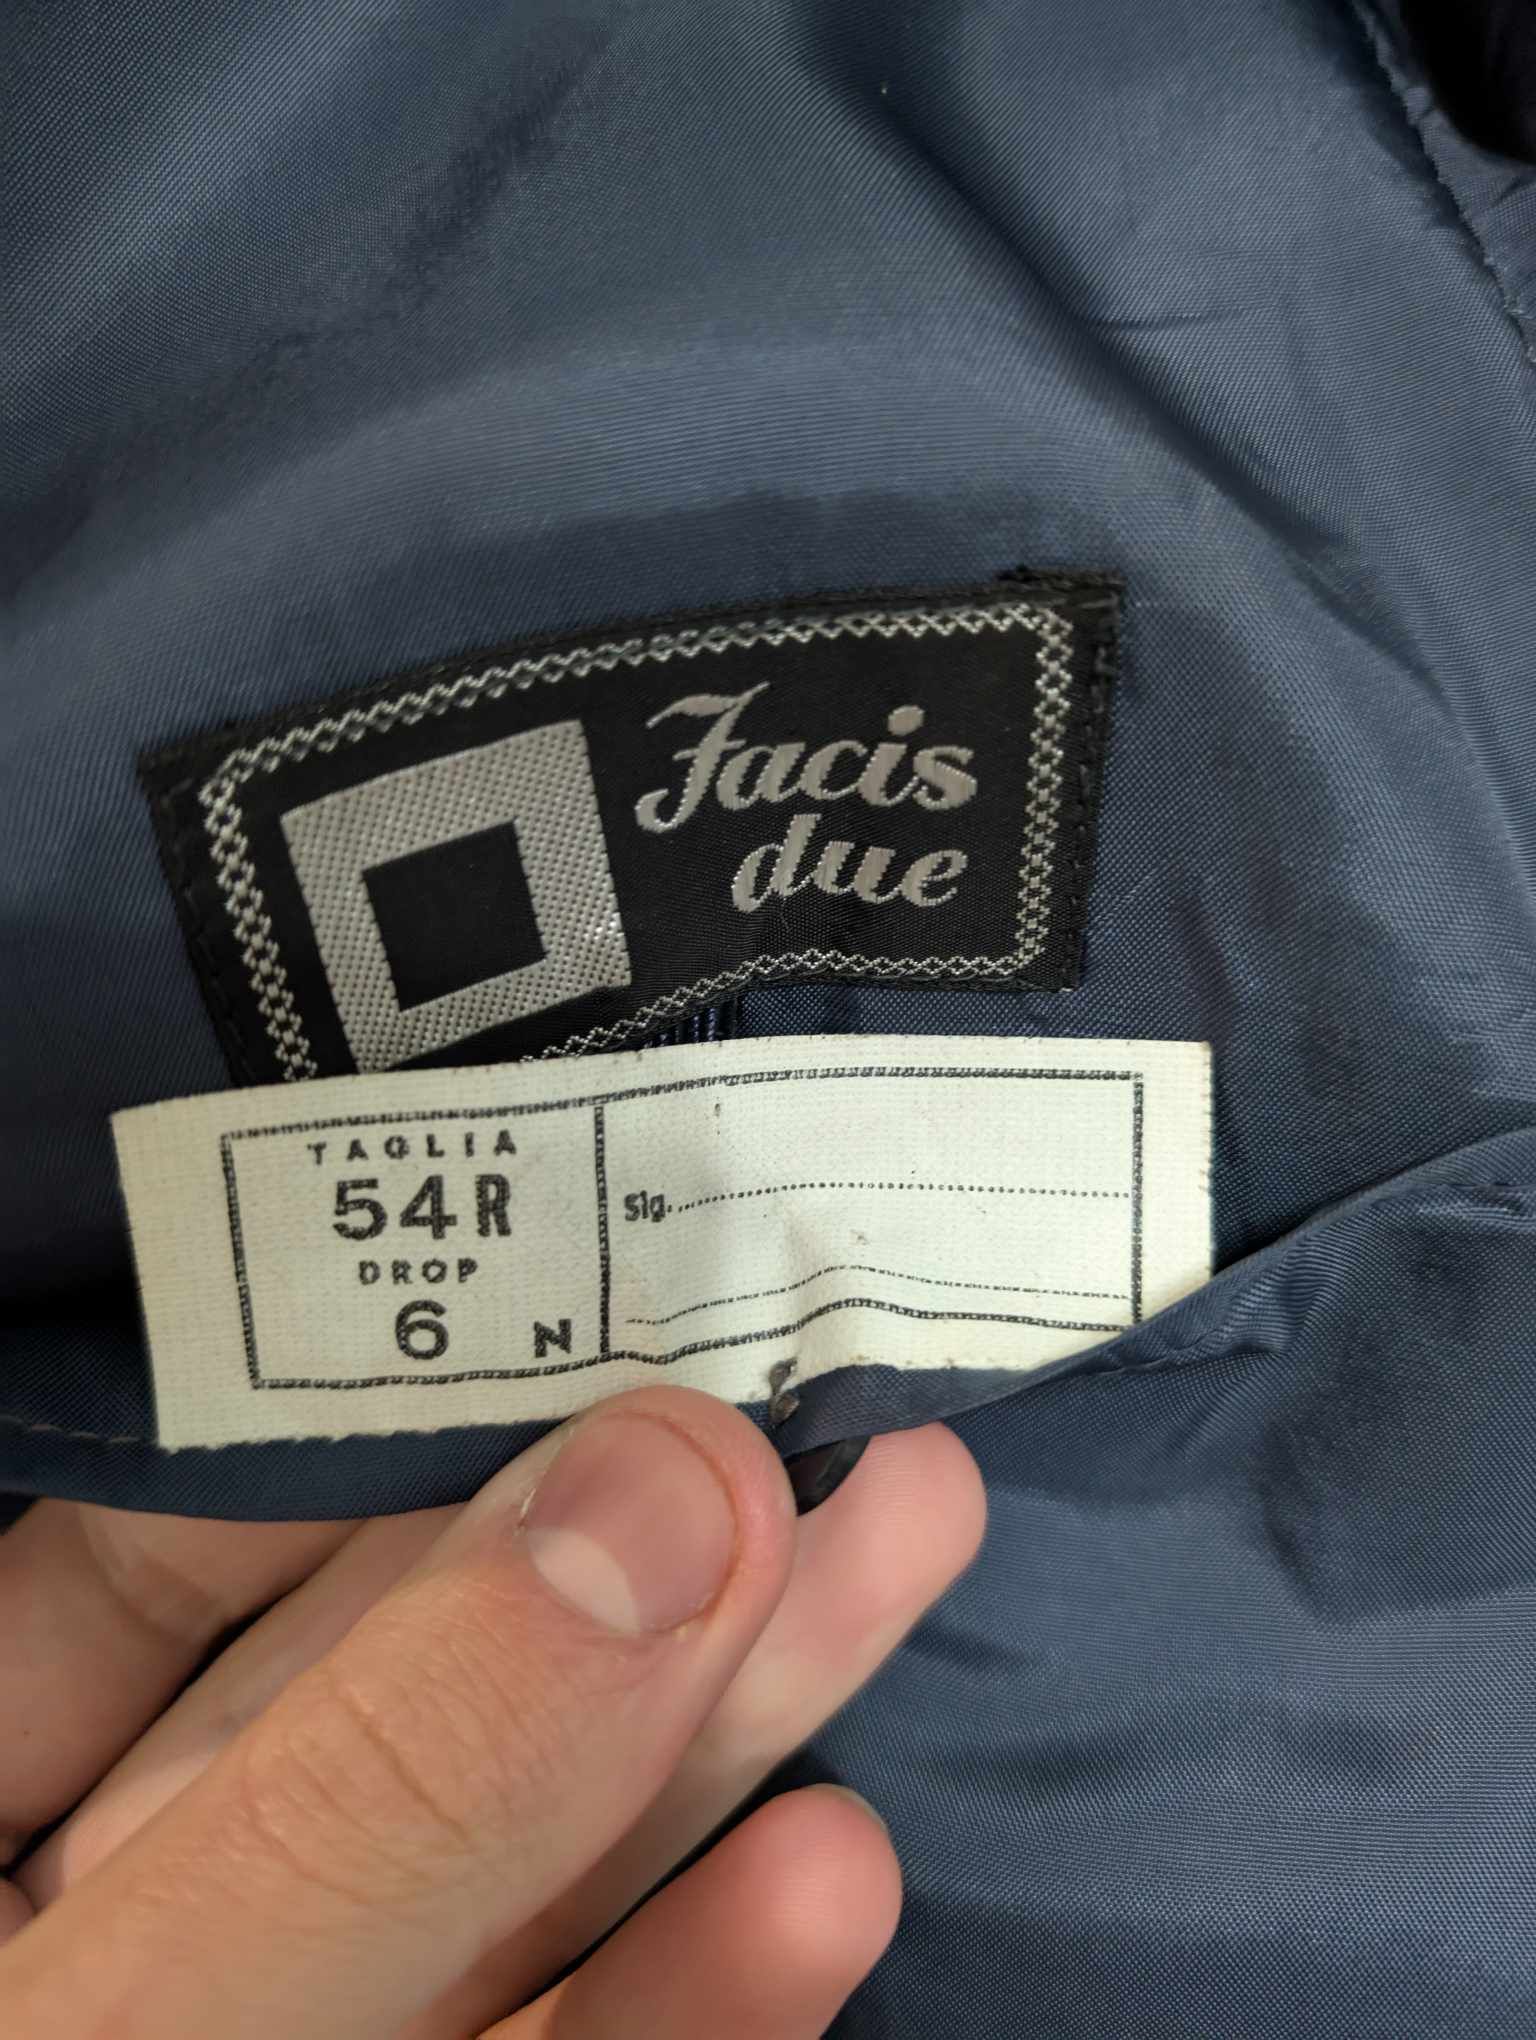 Facis
due
TAGLIA
54R
DROP
6 N
Sig.